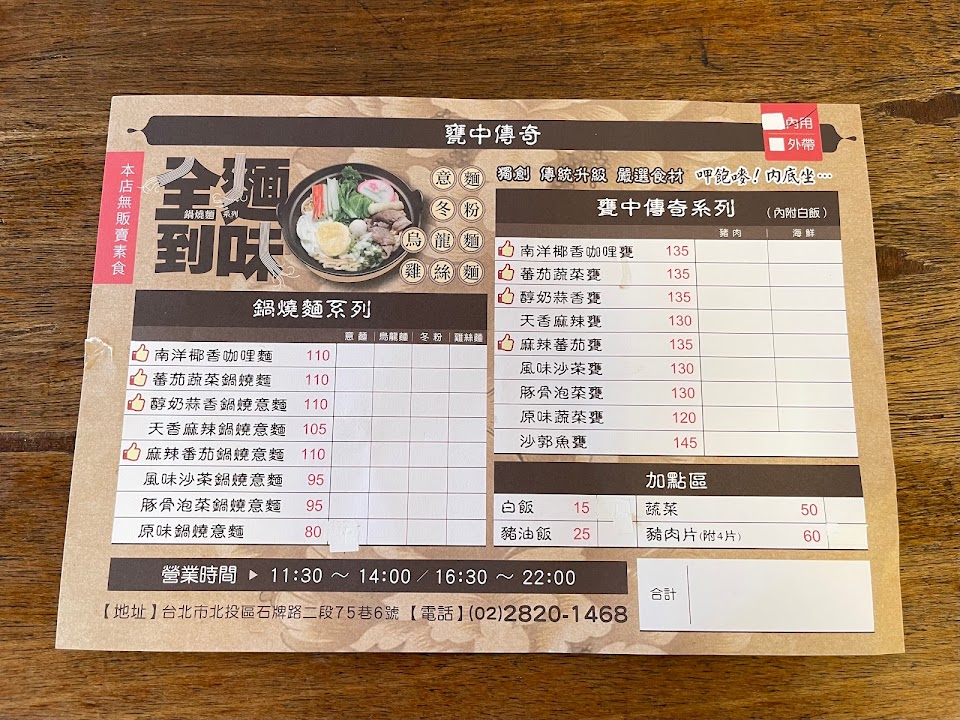 甕中傳奇
內用
外帶
本店無販賣素食
全麵
鍋燒麵 系列
到味
意麵
冬粉
烏龍麵
雞絲麵
鍋燒麵系列
意麵 烏龍麵 冬粉 雞絲麵
南洋椰香咖哩麵 110
蕃茄蔬菜鍋燒麵 110
醇奶蒜香鍋燒意麵 110
天香麻辣鍋燒意麵 105
麻辣番茄鍋燒意麵 110
風味沙茶鍋燒意麵 95
豚骨泡菜鍋燒意麵 95
原味鍋燒意麵 80
獨創 傳統升級 嚴選食材 呷飽嘜!內底坐…
甕中傳奇系列 (內附白飯)
豬肉 海鮮
南洋椰香咖哩甕 135
蕃茄蔬菜甕 135
醇奶蒜香甕 135
天香麻辣甕 130
麻辣蕃茄甕 135
風味沙茶甕 130
豚骨泡菜甕 130
原味蔬菜甕 120
沙郭魚甕 145
加點區
白飯 15 蔬菜 50
豬油飯 25 豬肉片(附4片) 60
營業時間 ▶ 11:30 ～ 14:00 / 16:30 ～ 22:00
合計
【地址】台北市北投區石牌路二段75巷6號【電話】(02)2820-1468